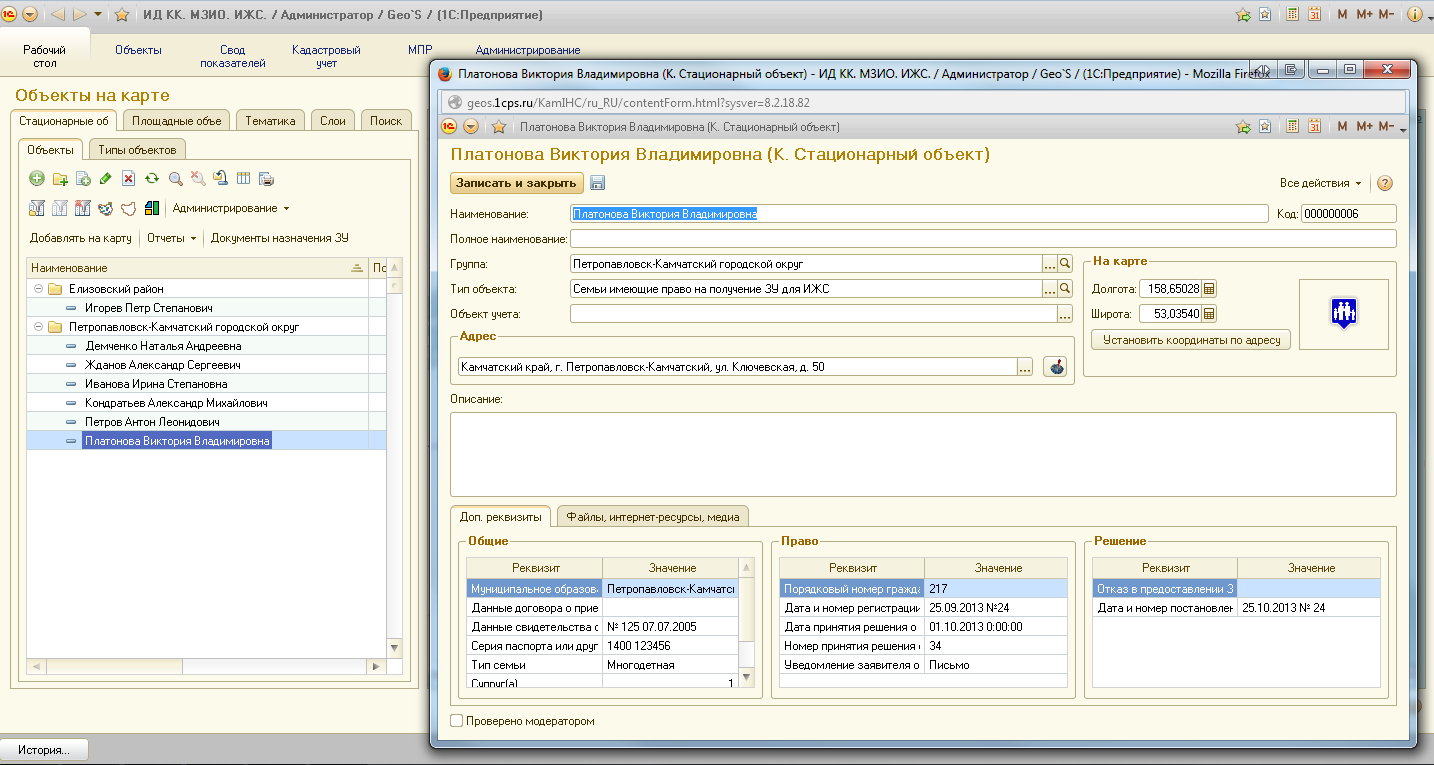 ИД КК. МЗИО. ИЖС. / Администратор / Geo`S / (1С:Предприятие)
M M+ M-
Рабочий стол
Объекты
Свод показателей
Кадастровый учет
МПР
Администрирование
Объекты на карте
Стационарные об
Площадные объе
Тематика
Слои
Поиск
Объекты
Типы объектов
Администрирование
Добавлять на карту
Отчеты
Документы назначения ЗУ
Наименование
По
Елизовский район
Игорев Петр Степанович
Петропавловск-Камчатский городской округ
Демченко Наталья Андреевна
Жданов Александр Сергеевич
Иванова Ирина Степановна
Кондратьев Александр Михайлович
Петров Антон Леонидович
Платонова Виктория Владимировна
История...
Платонова Виктория Владимировна (К. Стационарный объект) - ИД КК. МЗИО. ИЖС. / Администратор / Geo`S / (1С:Предприятие) - Mozilla Firefox
geos.1cps.ru/KamIHC/ru_RU/contentForm.html?sysver=8.2.18.82
Платонова Виктория Владимировна (К. Стационарный объект)
M M+ M-
Платонова Виктория Владимировна (К. Стационарный объект)
Записать и закрыть
Все действия
Наименование: Платонова Виктория Владимировна Код: 000000006
Полное наименование:
Группа: Петропавловск-Камчатский городской округ
Тип объекта: Семьи имеющие право на получение ЗУ для ИЖС
Объект учета:
На карте
Долгота: 158,65028
Широта: 53,03540
Установить координаты по адресу
Адрес
Камчатский край, г. Петропавловск-Камчатский, ул. Ключевская, д. 50
Описание:
Доп. реквизиты
Файлы, интернет-ресурсы, медиа
Общие
Реквизит Значение
Муниципальное образов Петропавловск-Камчатс
Данные договора о прие
Данные свидетельства с № 125 07.07.2005
Серия паспорта или друг 1400 123456
Тип семьи Многодетная
Супруг(а) 1
Право
Реквизит Значение
Порядковый номер гражда 217
Дата и номер регистрации 25.09.2013 №24
Дата принятия решения о 01.10.2013 0:00:00
Номер принятия решения 34
Уведомление заявителя о Письмо
Решение
Реквизит Значение
Отказ в предоставлении З
Дата и номер постановлен 25.10.2013 № 24
Проверено модератором